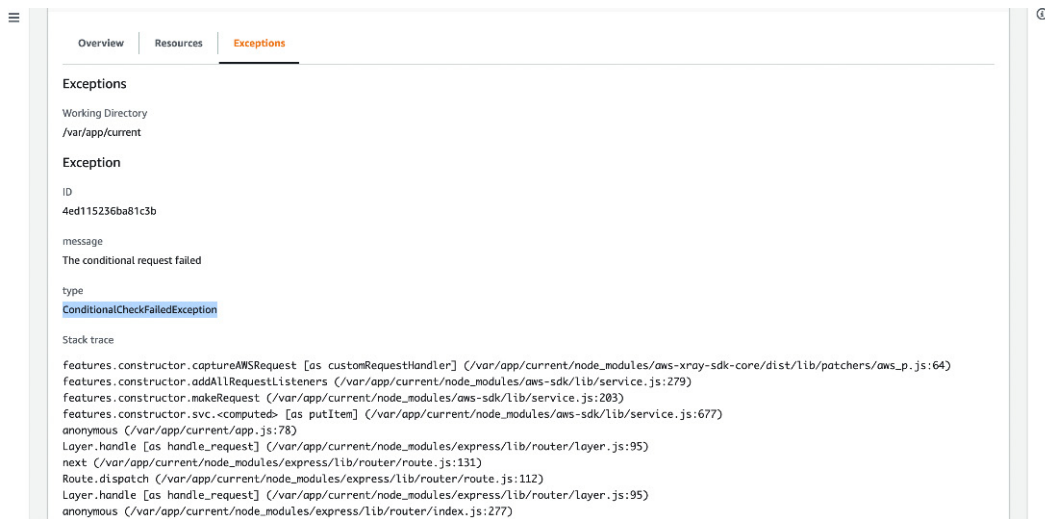 Overview Resources Exceptions
Exceptions
Working Directory
/var/app/current
Exception
ID
4ed115236ba81c3b
message
The conditional request failed
type
ConditionalCheckFailedException
Stack trace
features.constructor.captureAWSRequest [as customRequestHandler] (/var/app/current/node_modules/aws-xray-sdk-core/dist/lib/patchers/aws_p.js:64)
features.constructor.addAllRequestListeners (/var/app/current/node_modules/aws-sdk/lib/service.js:279)
features.constructor.makeRequest (/var/app/current/node_modules/aws-sdk/lib/service.js:203)
features.constructor.svc.<computed> [as putItem] (/var/app/current/node_modules/aws-sdk/lib/service.js:677)
anonymous (/var/app/current/app.js:78)
Layer.handle [as handle_request] (/var/app/current/node_modules/express/lib/router/layer.js:95)
next (/var/app/current/node_modules/express/lib/router/route.js:131)
Route.dispatch (/var/app/current/node_modules/express/lib/router/route.js:112)
Layer.handle [as handle_request] (/var/app/current/node_modules/express/lib/router/layer.js:95)
anonymous (/var/app/current/node_modules/express/lib/router/index.js:277)